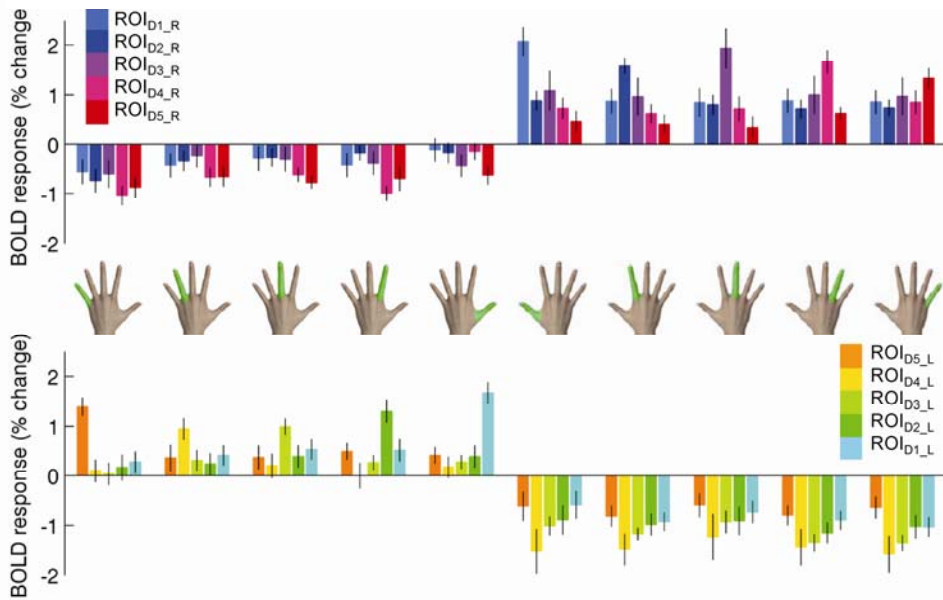 BOLD response (% change
2
1
0
-1
-2
ROI_D1_R
ROI_D2_R
ROI_D3_R
ROI_D4_R
ROI_D5_R
BOLD response (% change)
2
1
0
-1
-2
ROI_D5_L
ROI_D4_L
ROI_D3_L
ROI_D2_L
ROI_D1_L